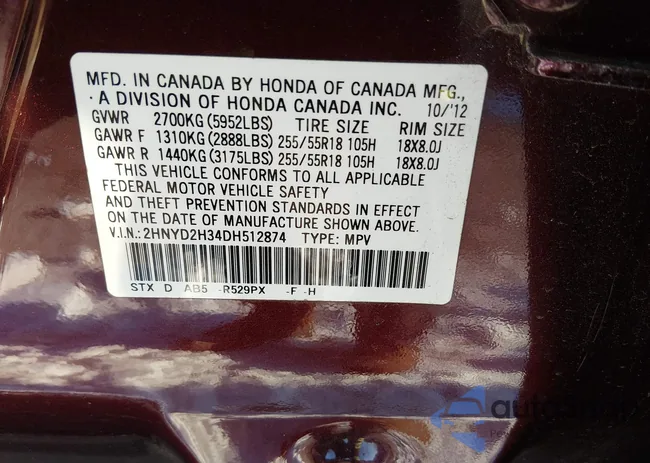 MFD. IN CANADA BY HONDA OF CANADA MFG.,
A DIVISION OF HONDA CANADA INC. 10/'12
GVWR 2700KG (5952LBS) TIRE SIZE RIM SIZE
GAWR F 1310KG (2888LBS) 255/55R18 105H 18X8.0J
GAWR R 1440KG (3175LBS) 255/55R18 105H 18X8.0J
THIS VEHICLE CONFORMS TO ALL APPLICABLE
FEDERAL MOTOR VEHICLE SAFETY
AND THEFT PREVENTION STANDARDS IN EFFECT
ON THE DATE OF MANUFACTURE SHOWN ABOVE.
V.I.N.: 2HNYD2H34DH512874 TYPE: MPV
STX D AB5 -R529PX -F -H